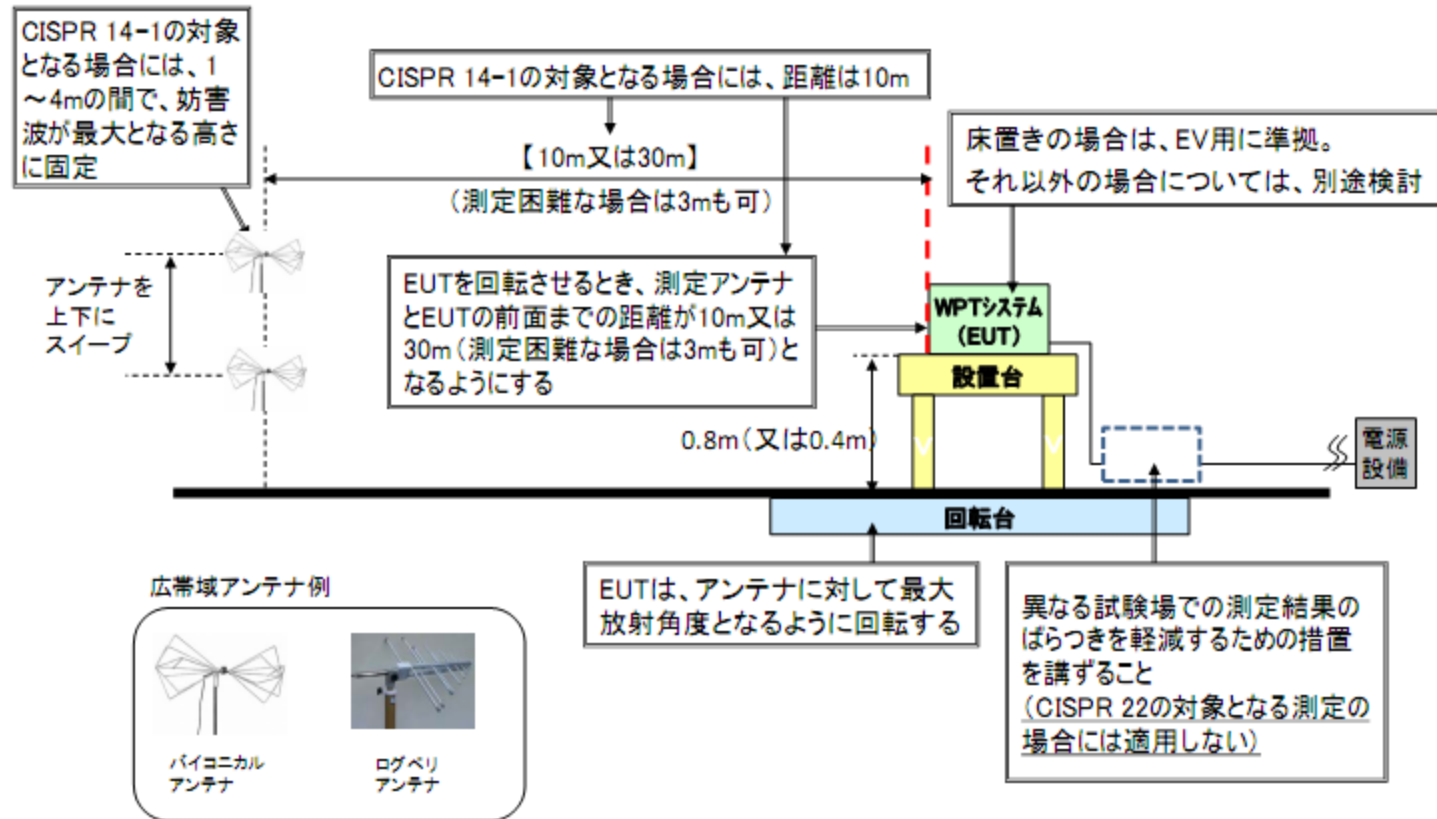 CISPR 14-1の対象
となる場合には、1
～4mの間で、妨害
波が最大となる高さ
に固定
CISPR 14-1の対象となる場合には、距離は10m
【10m又は30m】
（測定困難な場合は3mも可）
床置きの場合は、EV用に準拠。
それ以外の場合については、別途検討
アンテナを
上下に
スイープ
EUTを回転させるとき、測定アンテナ
とEUTの前面までの距離が10m又は
30m（測定困難な場合は3mも可）と
なるようにする
WPTシステム
（EUT）
設置台
0.8m（又は0.4m）
電源
設備
回転台
EUTは、アンテナに対して最大
放射角度となるように回転する
異なる試験場での測定結果の
ばらつきを軽減するための措置
を講ずること
（CISPR 22の対象となる測定の
場合には適用しない）
広帯域アンテナ例
バイコニカル
アンテナ
ログペリ
アンテナ